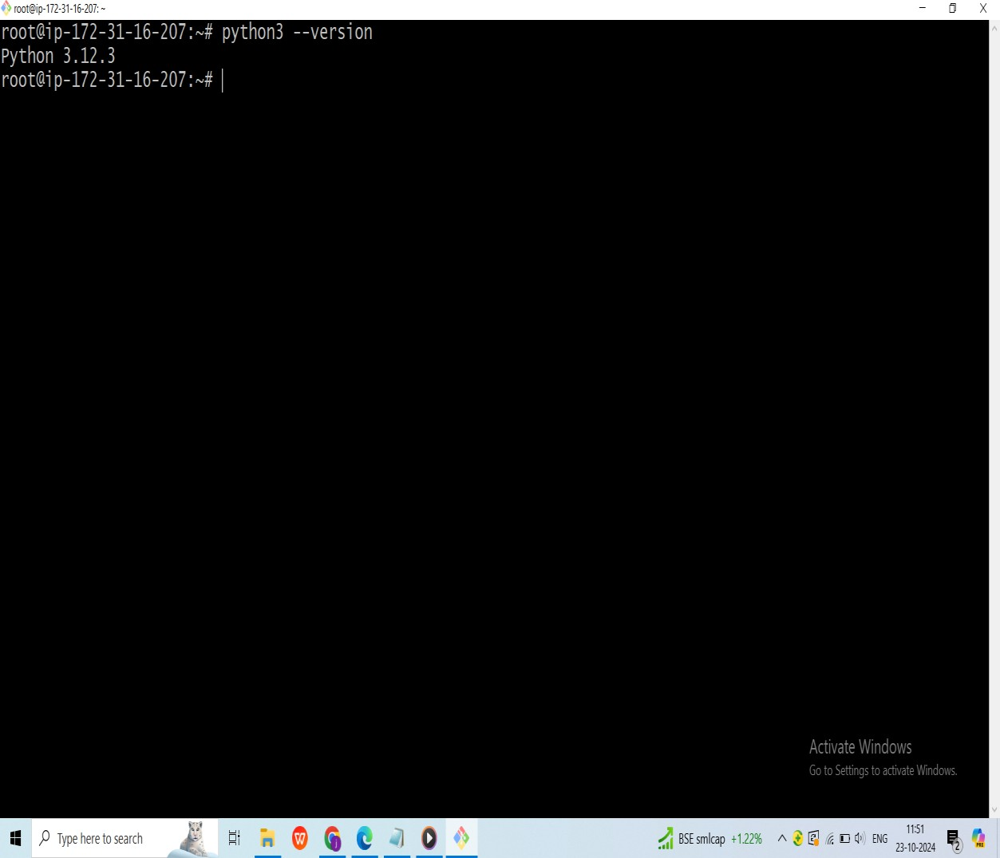 root@ip-172-31-16-207: ~
root@ip-172-31-16-207:~# python3 --version
Python 3.12.3
root@ip-172-31-16-207:~#
Activate Windows
Go to Settings to activate Windows.
Type here to search
W
BSE smlcap +1.22%
ENG
11:51
23-10-2024
2
PRE